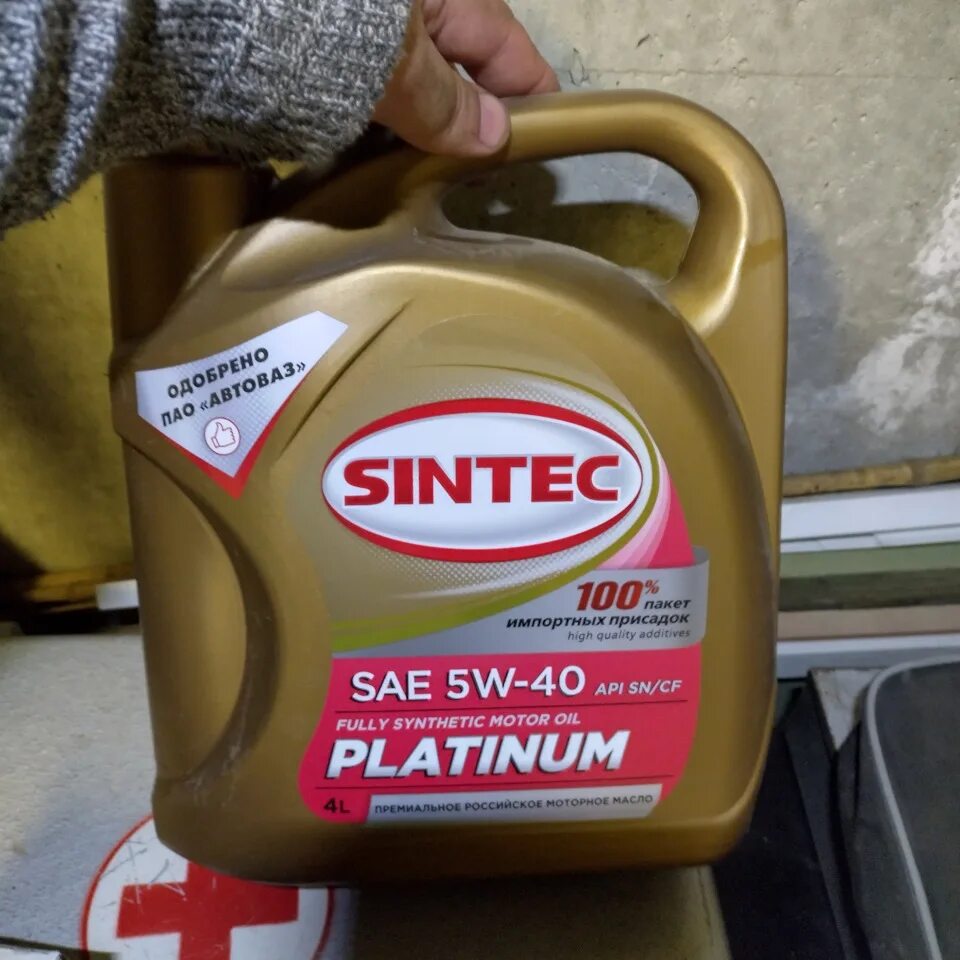 ОДОБРЕНО
ПАО «АВТОВАЗ»
SINTEC
100% пакет
импортных присадок
high quality additives
SAE 5W-40 API SN/CF
FULLY SYNTHETIC MOTOR OIL
PLATINUM
4L ПРЕМИАЛЬНОЕ РОССИЙСКОЕ МОТОРНОЕ МАСЛО